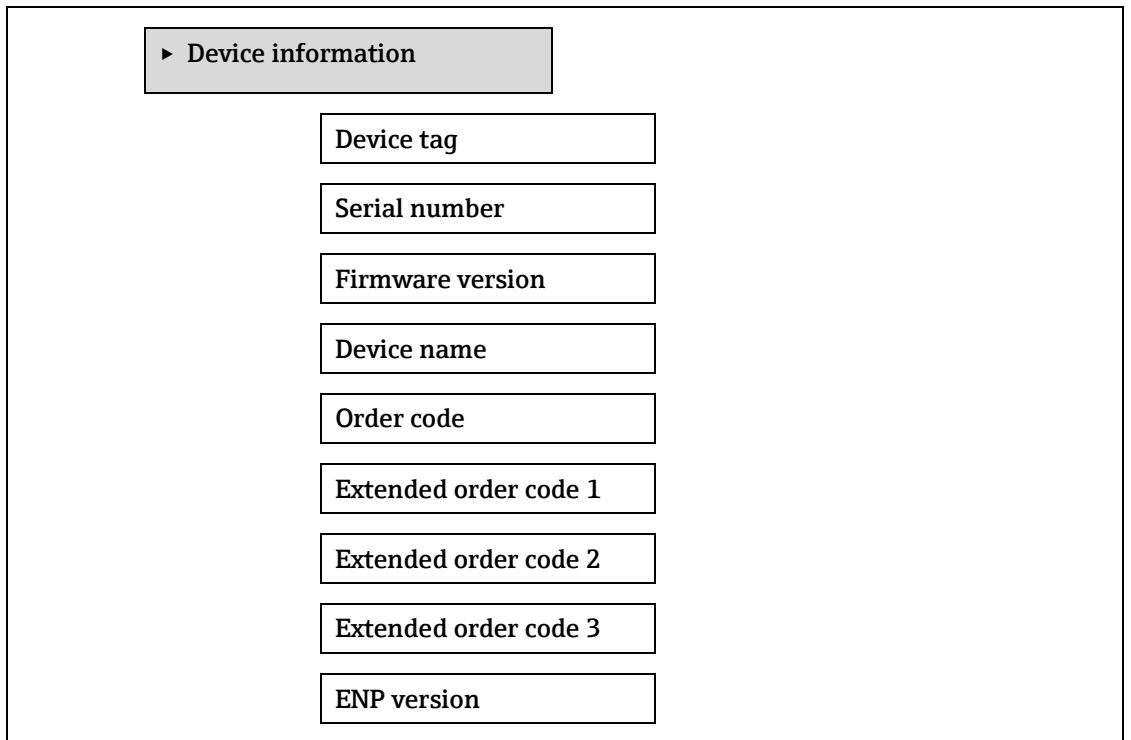 ▸ Device information
Device tag
Serial number
Firmware version
Device name
Order code
Extended order code 1
Extended order code 2
Extended order code 3
ENP version